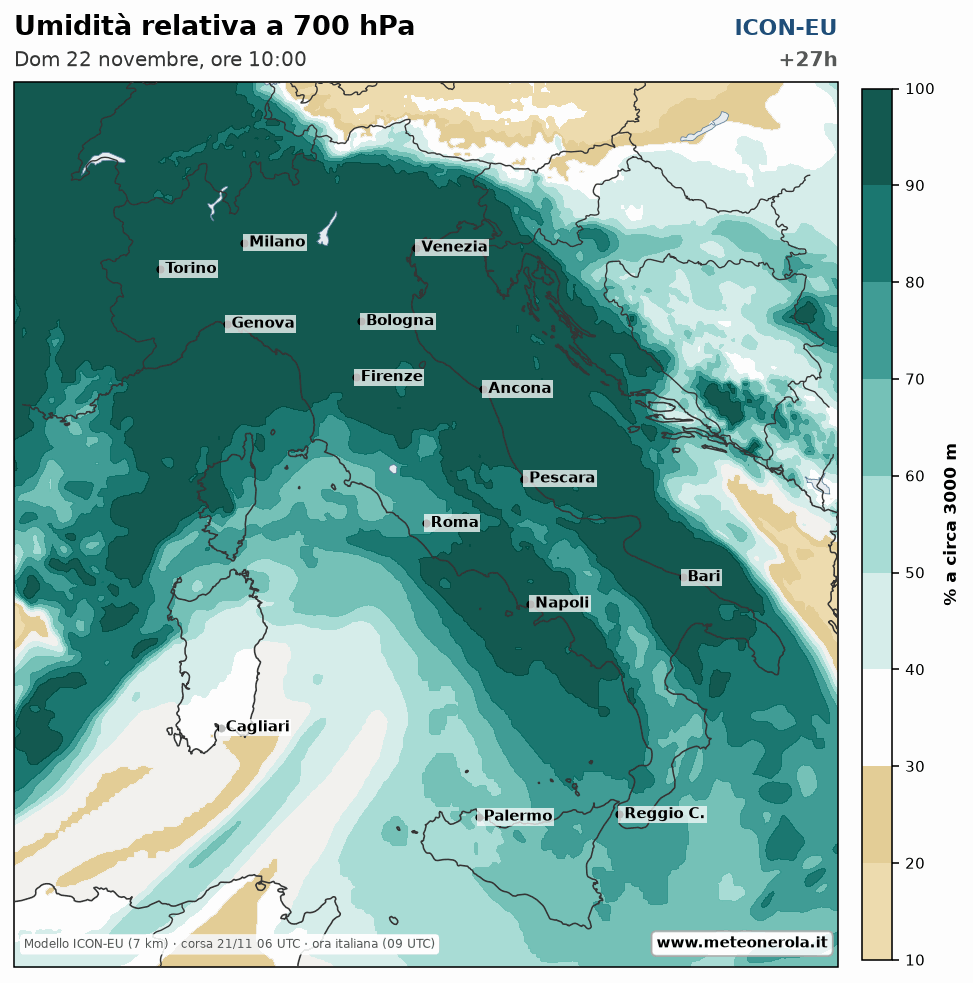 Umidità relativa a 700 hPa
ICON-EU
Dom 22 novembre, ore 10:00
+27h
Milano
Venezia
Torino
Genova
Bologna
Firenze
Ancona
Pescara
Roma
Bari
Napoli
Cagliari
Palermo
Reggio C.
100
90
80
70
60
50
40
30
20
10
% a circa 3000 m
Modello ICON-EU (7 km) · corsa 21/11 06 UTC · ora italiana (09 UTC)
www.meteonerola.it